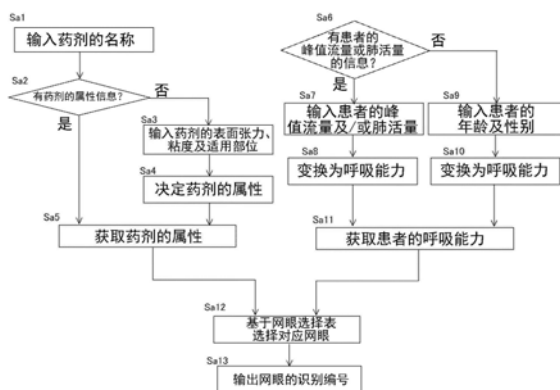 Sa1
输入药剂的名称
Sa2
有药剂的属性信息？
否
是
Sa3
输入药剂的表面张力、
粘度及适用部位
Sa4
决定药剂的属性
Sa5
获取药剂的属性
Sa6
有患者的
峰值流量或肺活量
的信息？
否
是
Sa7
输入患者的峰
值流量及/或肺活量
Sa9
输入患者的
年龄及性别
Sa8
变换为呼吸能力
Sa10
变换为呼吸能力
Sa11
获取患者的呼吸能力
Sa12
基于网眼选择表
选择对应网眼
Sa13
输出网眼的识别编号